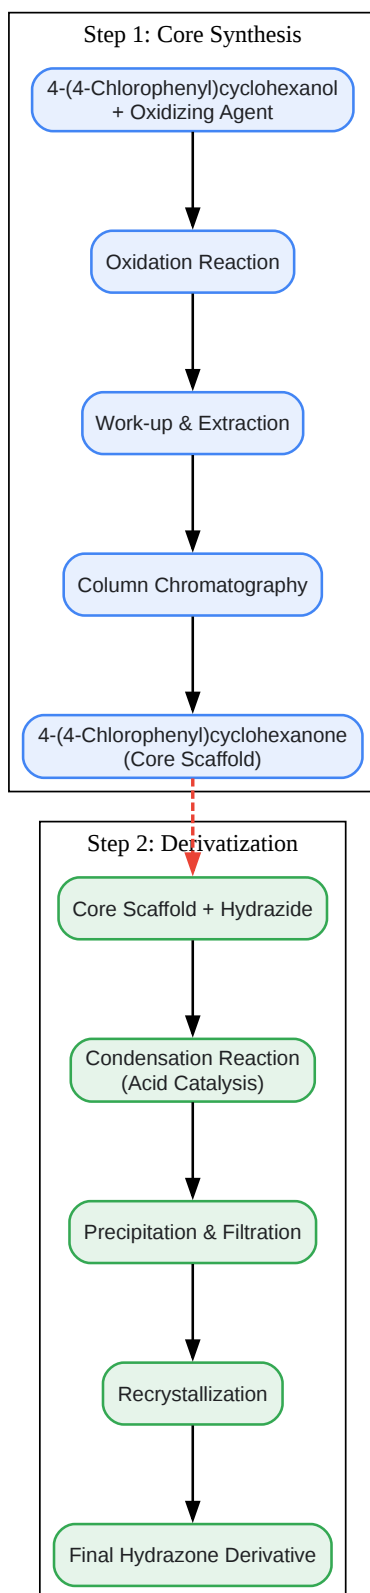 Step 1: Core Synthesis
4-(4-Chlorophenyl)cyclohexanol
+ Oxidizing Agent
Oxidation Reaction
Work-up & Extraction
Column Chromatography
4-(4-Chlorophenyl)cyclohexanone
(Core Scaffold)
Step 2: Derivatization
Core Scaffold + Hydrazide
Condensation Reaction
(Acid Catalysis)
Precipitation & Filtration
Recrystallization
Final Hydrazone Derivative